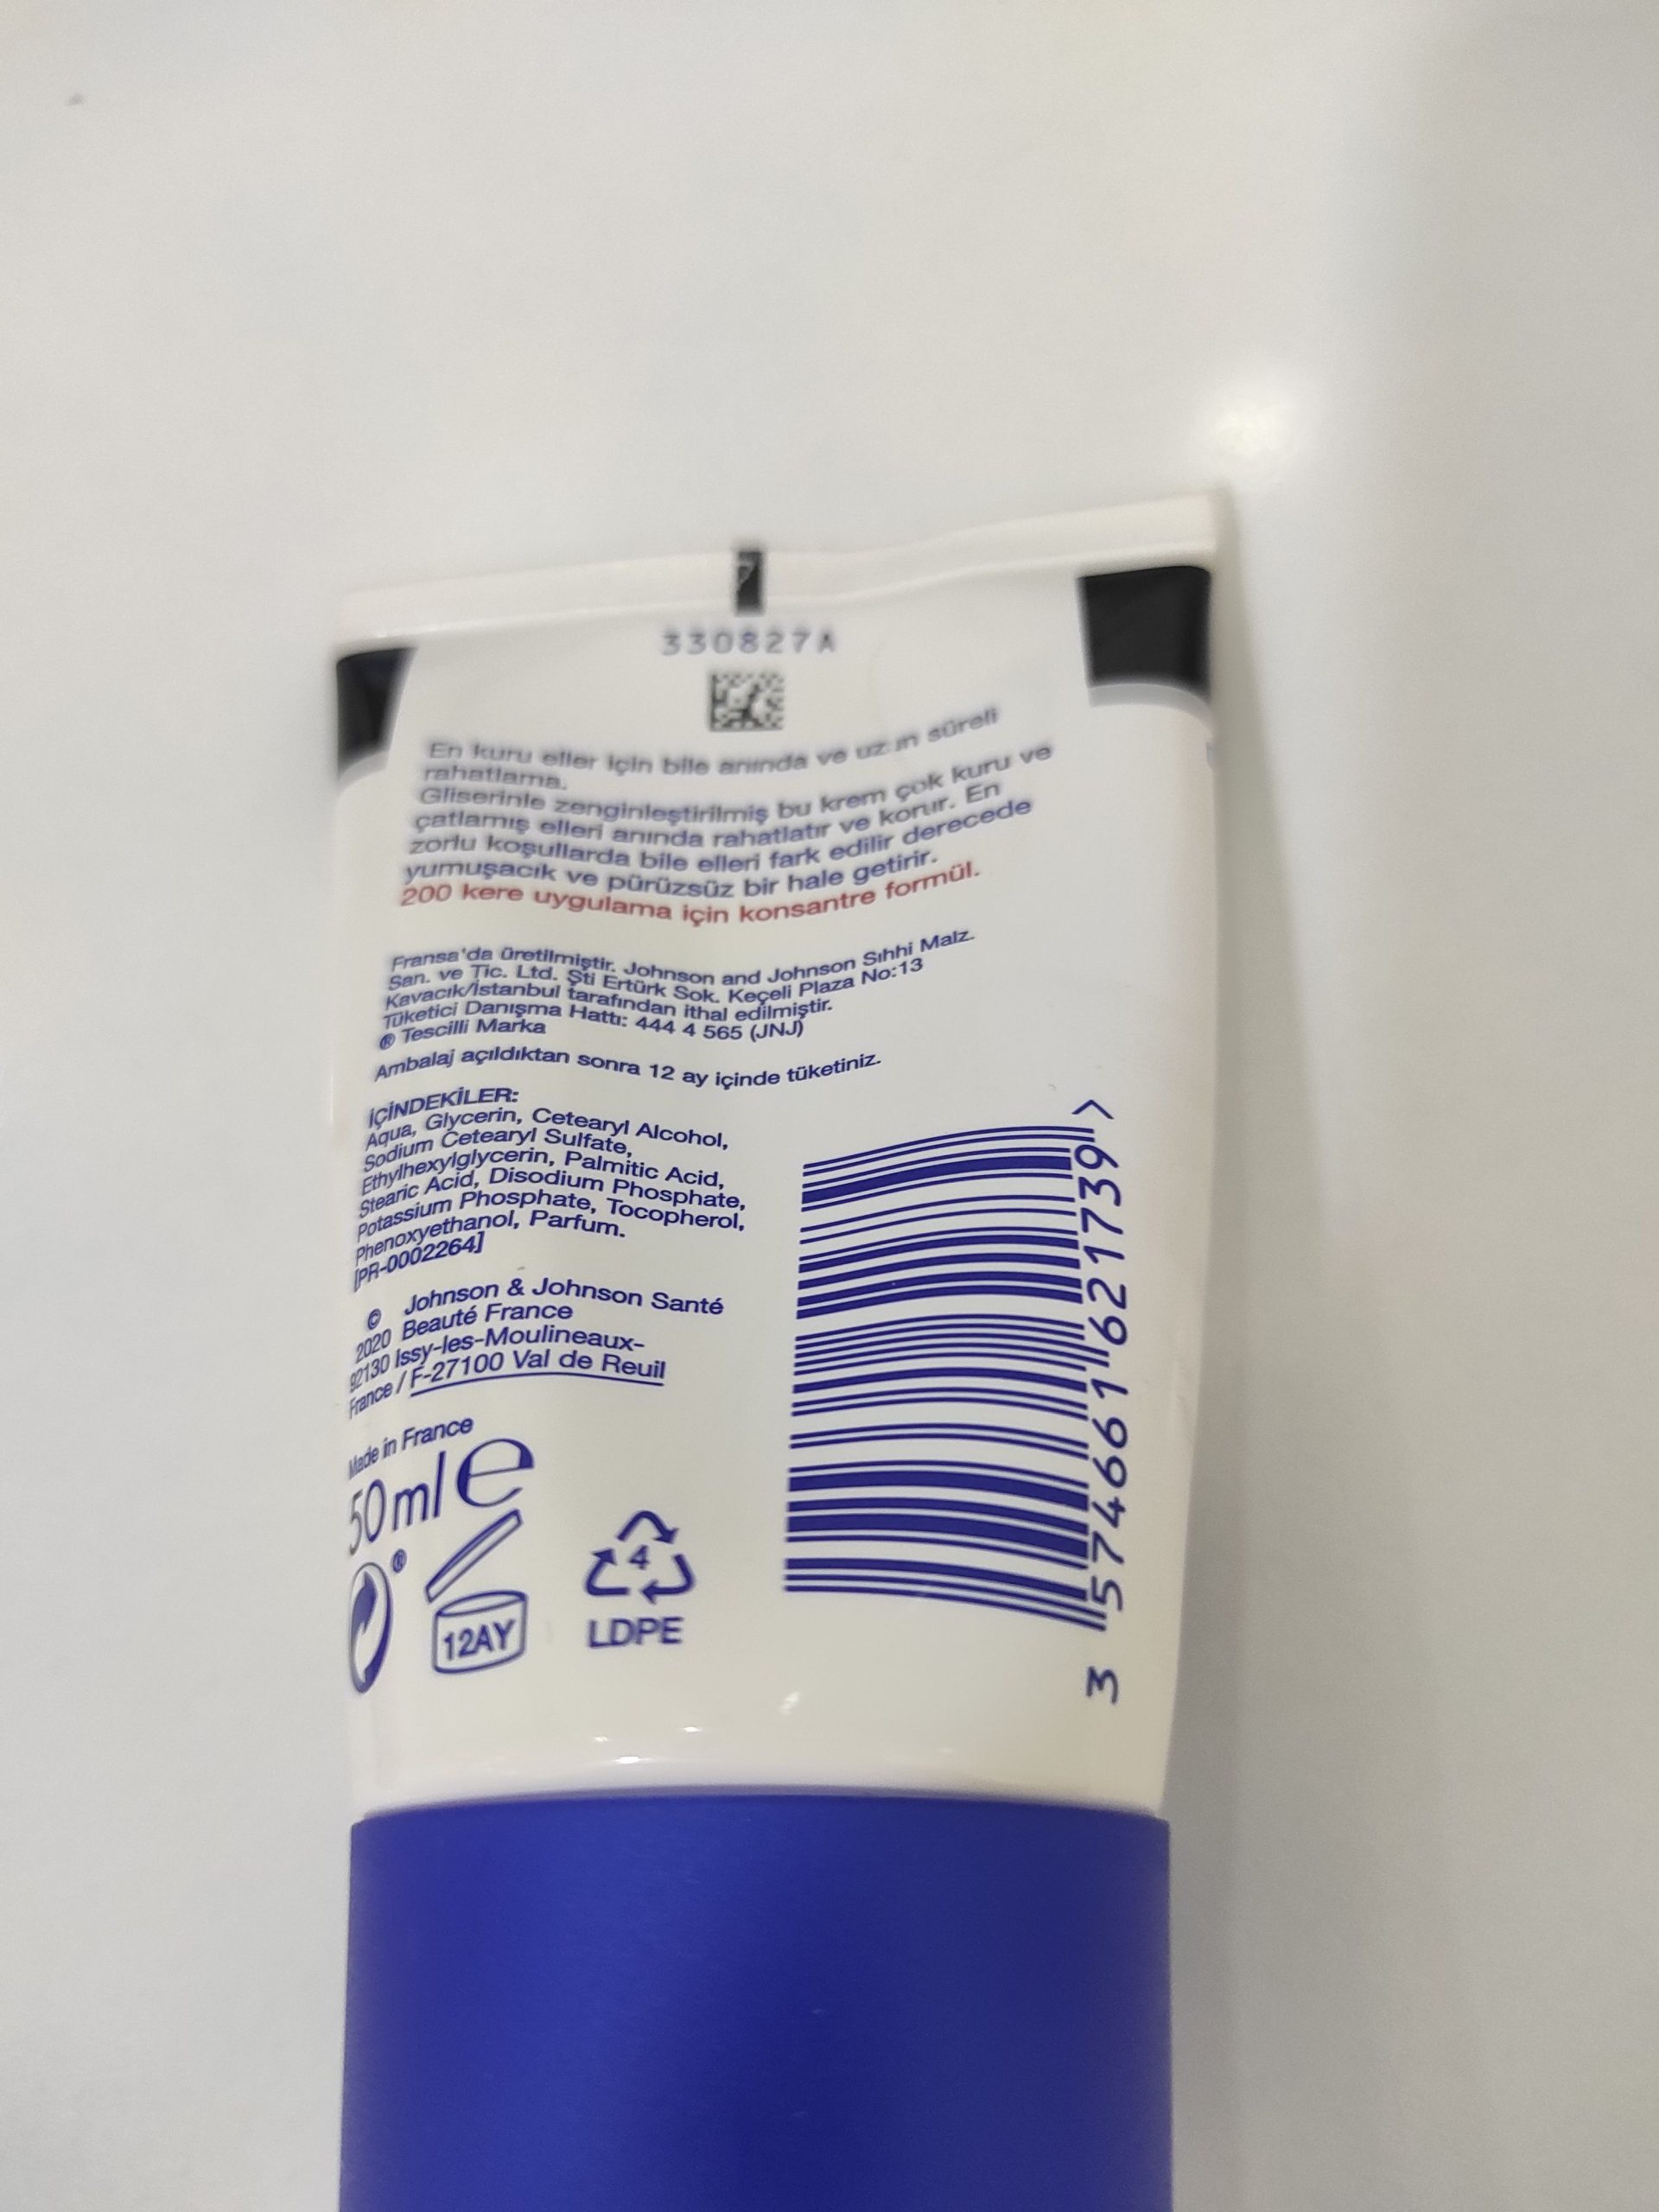 330827A
En kuru eller için bile anında ve uzun süreli
rahatlama.
Gliserinle zenginleştirilmiş bu krem çok kuru ve
çatlamış elleri anında rahatlatır ve korur. En
zorlu koşullarda bile elleri fark edilir derecede
yumuşacık ve pürüzsüz bir hale getirir.
200 kere uygulama için konsantre formül.
Fransa'da üretilmiştir. Johnson and Johnson Sıhhi Malz.
San. ve Tic. Ltd. Şti Ertürk Sok. Keçeli Plaza No:13
Kavacık/İstanbul tarafından ithal edilmiştir.
Tüketici Danışma Hattı: 444 4 565 (JNJ)
® Tescilli Marka
Ambalaj açıldıktan sonra 12 ay içinde tüketiniz.
İÇİNDEKİLER:
Aqua, Glycerin, Cetearyl Alcohol,
Sodium Cetearyl Sulfate,
Ethylhexylglycerin, Palmitic Acid,
Stearic Acid, Disodium Phosphate,
Potassium Phosphate, Tocopherol,
Phenoxyethanol, Parfum.
[PR-0002264]
© Johnson & Johnson Santé
2020 Beauté France
92130 Issy-les-Moulineaux-
France / F-27100 Val de Reuil
Made in France
50 ml e
®
12AY
4
LDPE
3 574661 621739 >